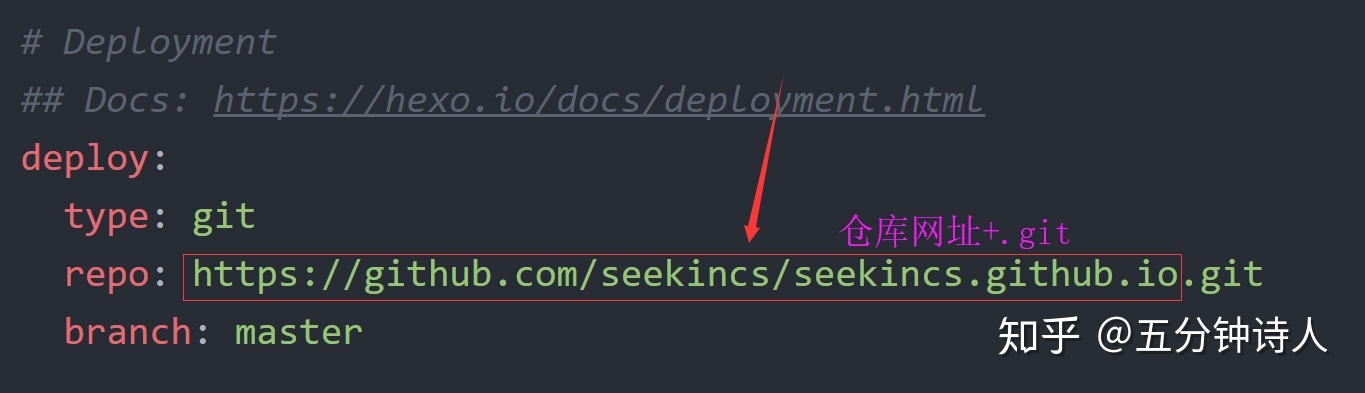 # Deployment
## Docs: https://hexo.io/docs/deployment.html
deploy:
  type: git
仓库网址+.git
  repo: https://github.com/seekincs/seekincs.github.io.git
  branch: master
知乎 @五分钟诗人